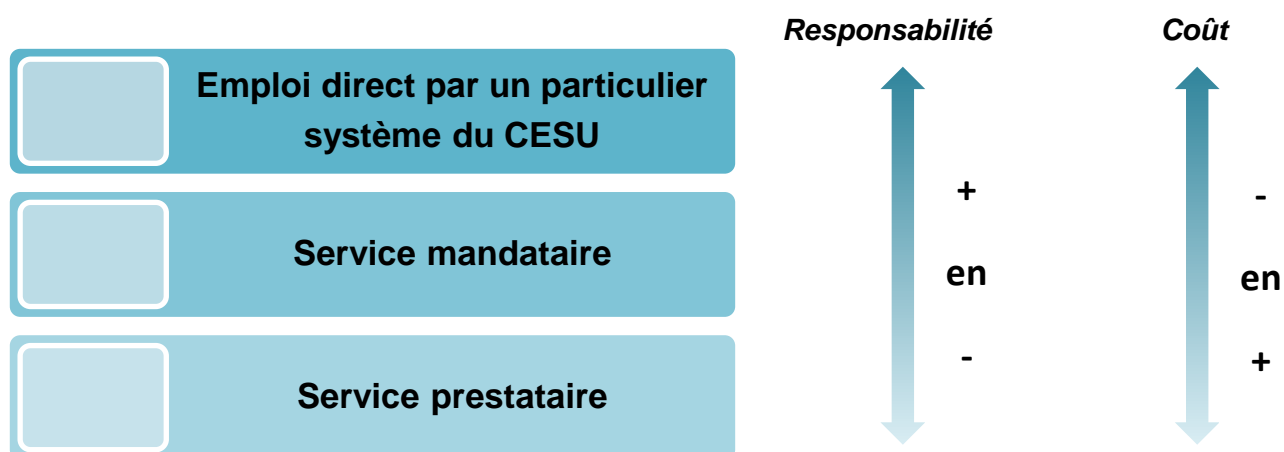 Responsabilité
Coût
Emploi direct par un particulier
système du CESU
Service mandataire
Service prestataire
+
en
-
-
en
+